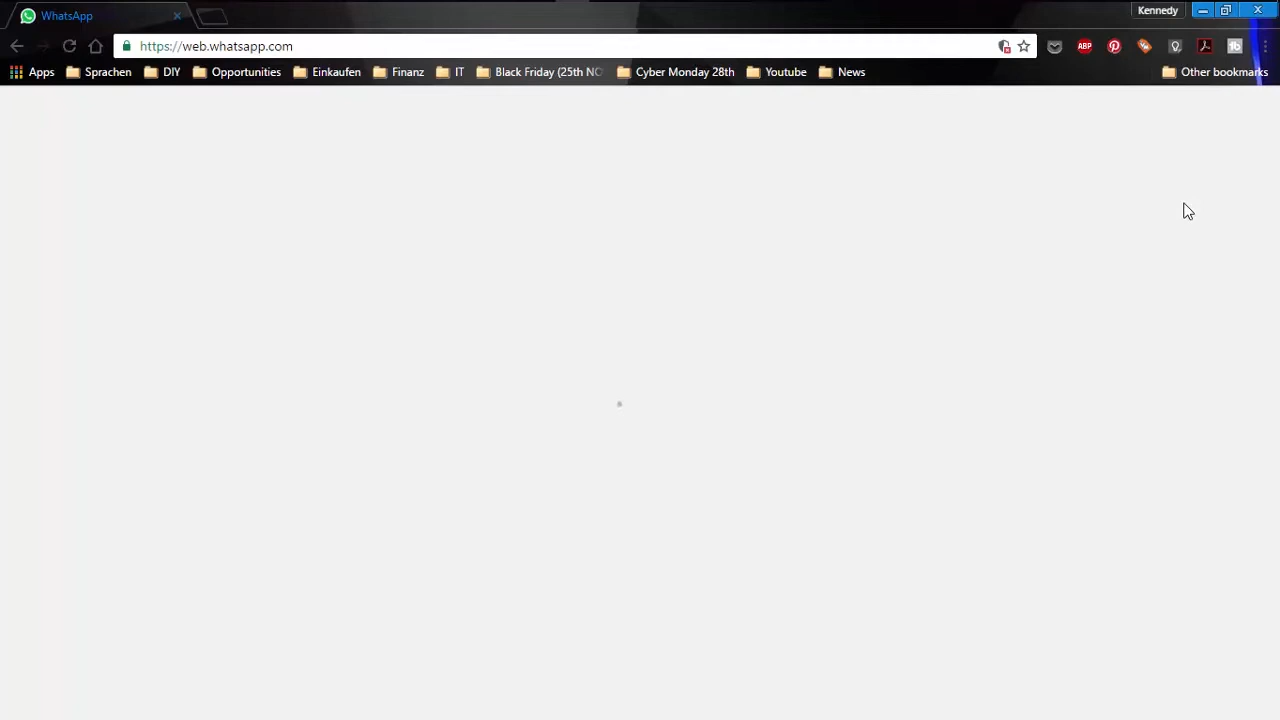 WhatsApp
Kennedy
https://web.whatsapp.com
ABP
Apps Sprachen DIY Opportunities Einkaufen Finanz IT Black Friday (25th NO Cyber Monday 28th Youtube News Other bookmarks